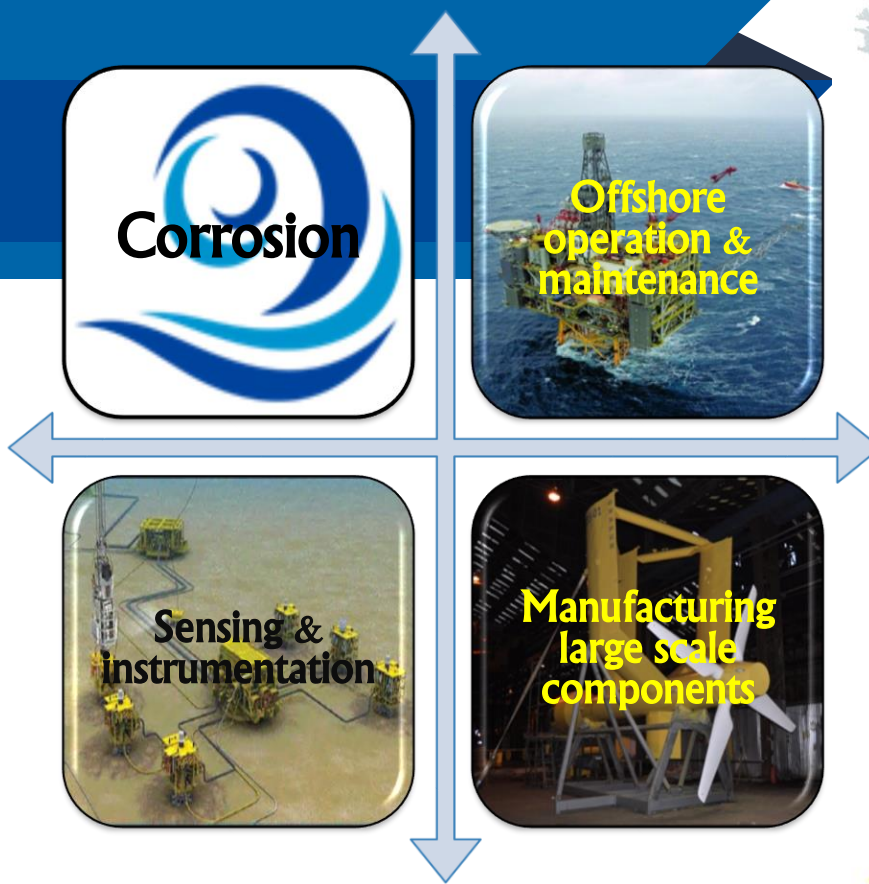 Corrosion
Offshore
operation &
maintenance
Sensing &
instrumentation
Manufacturing
large scale
components